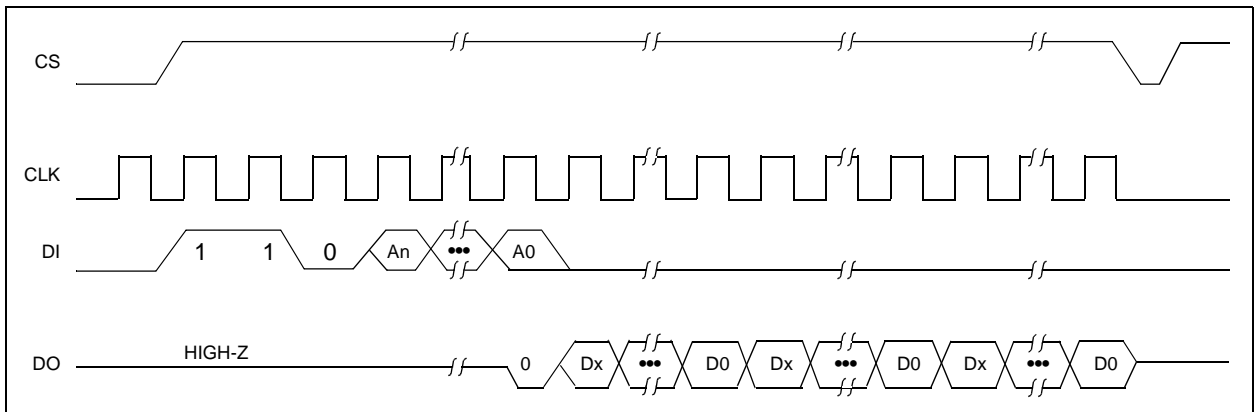 CS
CLK
DI 1 1 0 An ••• A0
HIGH-Z
DO 0 Dx ••• D0 Dx ••• D0 Dx ••• D0